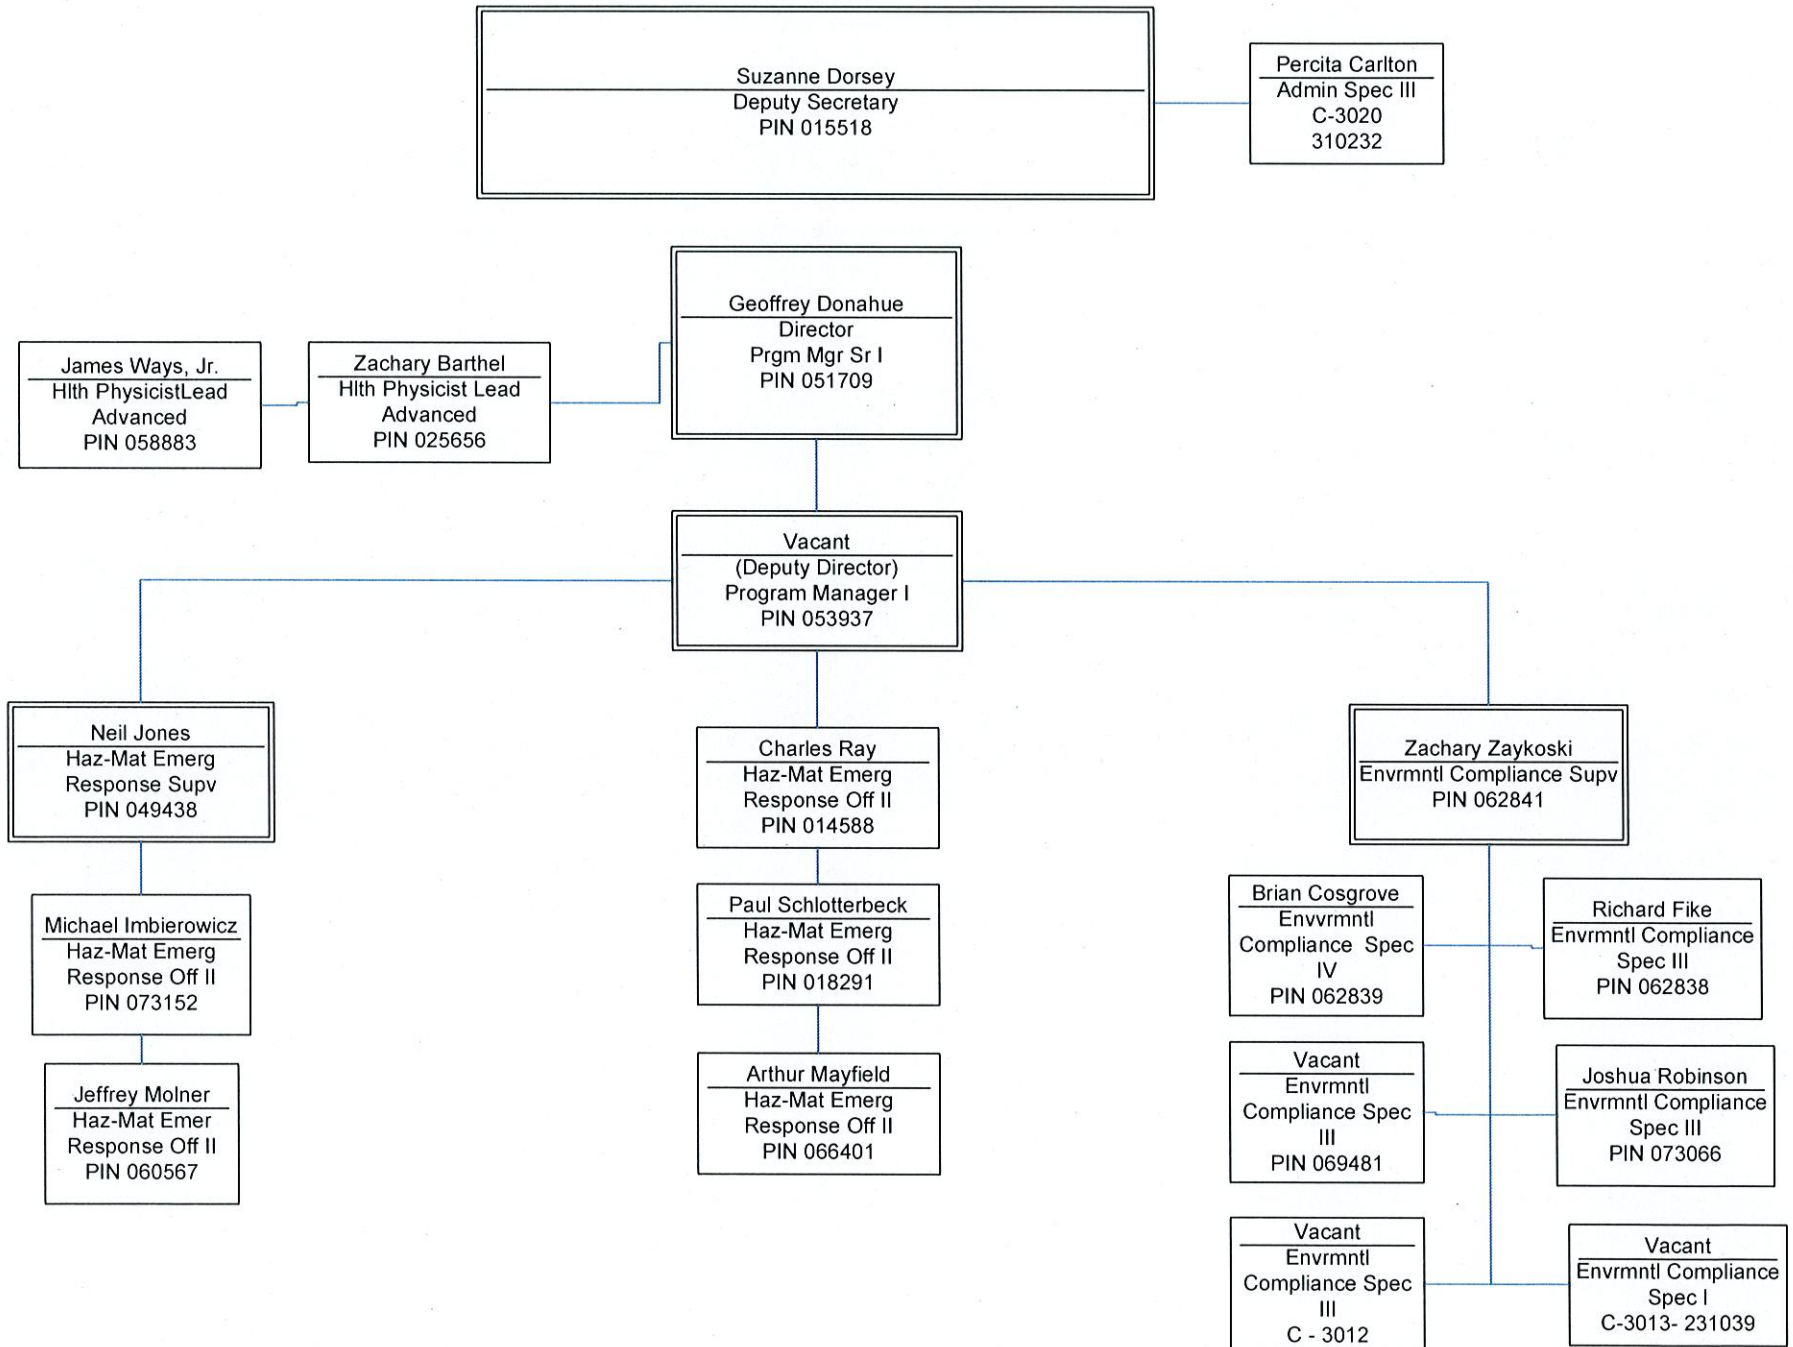 Suzanne Dorsey
Deputy Secretary
PIN 015518
Percita Carlton
Admin Spec III
C-3020
310232
Geoffrey Donahue
Director
Prgm Mgr Sr I
PIN 051709
James Ways, Jr.
Hlth PhysicistLead
Advanced
PIN 058883
Zachary Barthel
Hlth Physicist Lead
Advanced
PIN 025656
Vacant
(Deputy Director)
Program Manager I
PIN 053937
Neil Jones
Haz-Mat Emerg
Response Supv
PIN 049438
Michael Imbierowicz
Haz-Mat Emerg
Response Off II
PIN 073152
Jeffrey Molner
Haz-Mat Emer
Response Off II
PIN 060567
Charles Ray
Haz-Mat Emerg
Response Off II
PIN 014588
Paul Schlotterbeck
Haz-Mat Emerg
Response Off II
PIN 018291
Arthur Mayfield
Haz-Mat Emerg
Response Off II
PIN 066401
Zachary Zaykoski
Envrmntl Compliance Supv
PIN 062841
Brian Cosgrove
Envvrmntl
Compliance Spec
IV
PIN 062839
Richard Fike
Envrmntl Compliance
Spec III
PIN 062838
Vacant
Envrmntl
Compliance Spec
III
PIN 069481
Joshua Robinson
Envrmntl Compliance
Spec III
PIN 073066
Vacant
Envrmntl
Compliance Spec
III
C - 3012
Vacant
Envrmntl Compliance
Spec I
C-3013- 231039